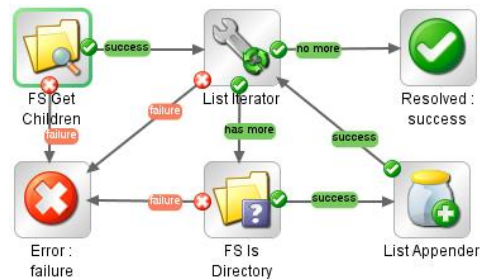 success
no more
FS Get
Children
List Iterator
Resolved :
success
failure
failure
has more
success
failure
success
Error :
failure
FS Is
Directory
List Appender